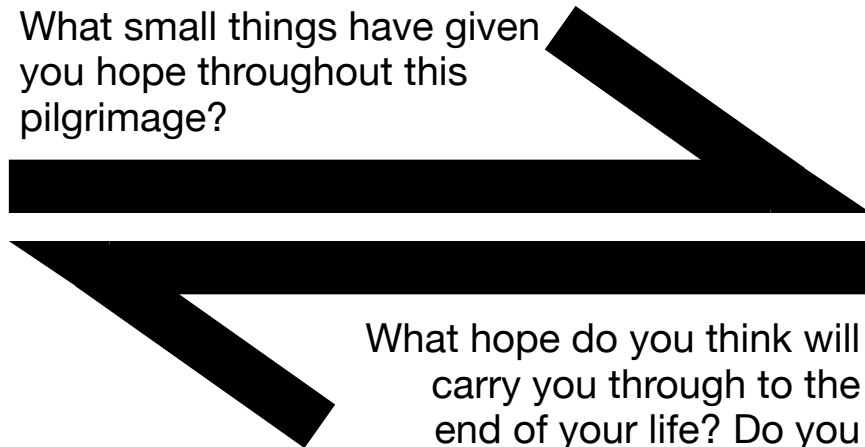 What small things have given
you hope throughout this
pilgrimage?
What hope do you think will
carry you through to the
end of your life? Do you